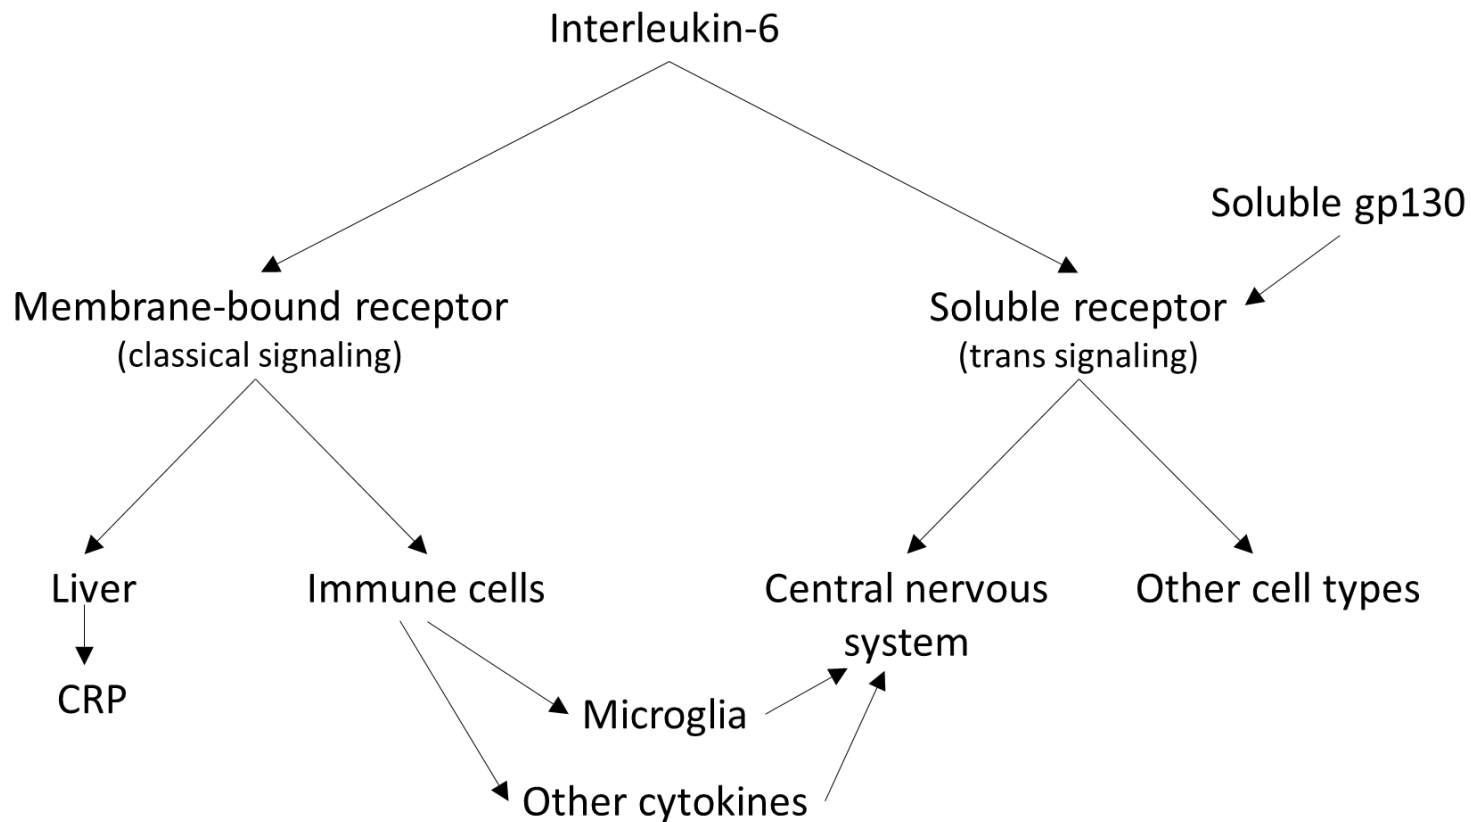 Interleukin-6
Soluble gp130
Membrane-bound receptor
(classical signaling)
Soluble receptor
(trans signaling)
Liver
Immune cells
Central nervous
system
Other cell types
CRP
Microglia
Other cytokines